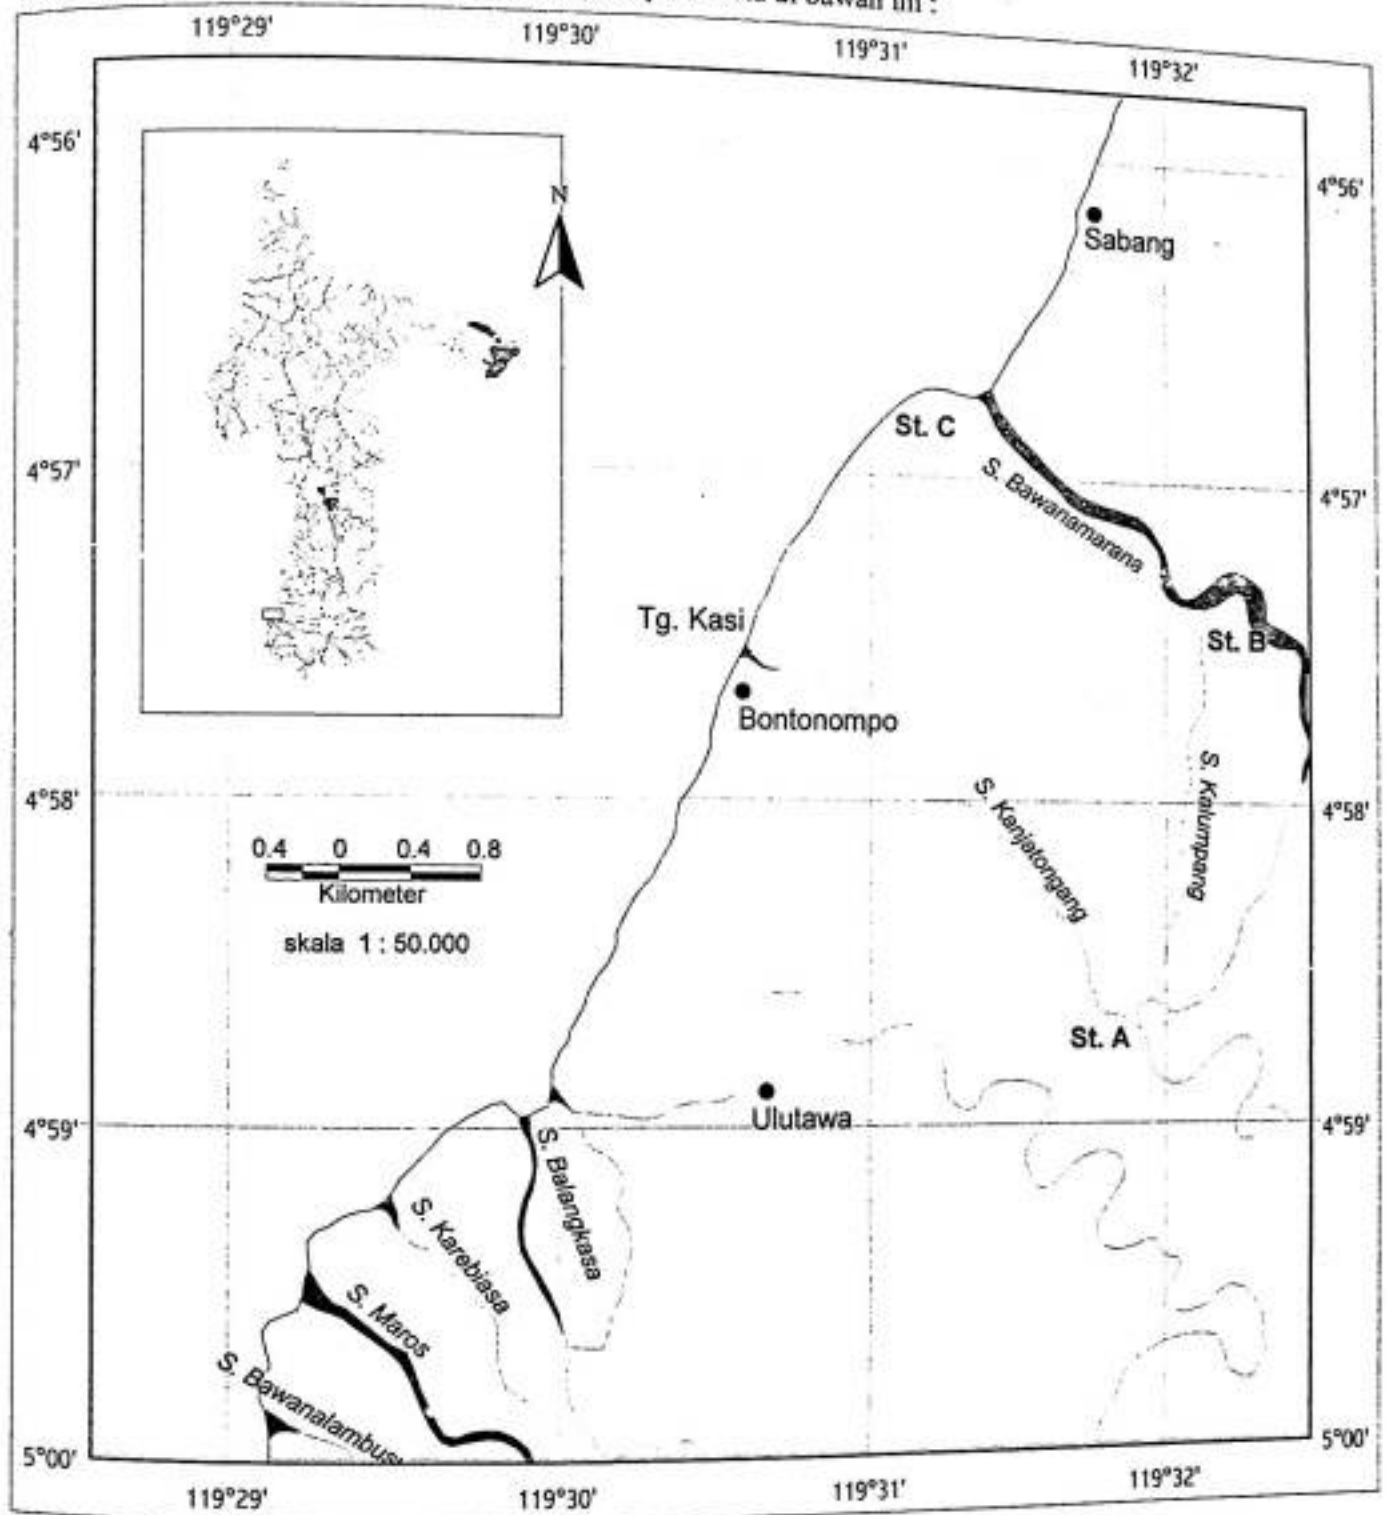 di bawah ini :
119°29' 119°30' 119°31' 119°32'
4°56' 4°56'
N
Sabang
St. C
4°57' 4°57'
S. Bawanamarana
Tg. Kasi
St. B
Bontonompo
S. Kanjatongang
S. Kalumpang
4°58' 4°58'
0.4 0 0.4 0.8
Kilometer
skala 1 : 50.000
St. A
Ulutawa
4°59' 4°59'
S. Balangkasa
S. Karebiasa
S. Maros
S. Bawanalambusu
5°00' 5°00'
119°29' 119°30' 119°31' 119°32'